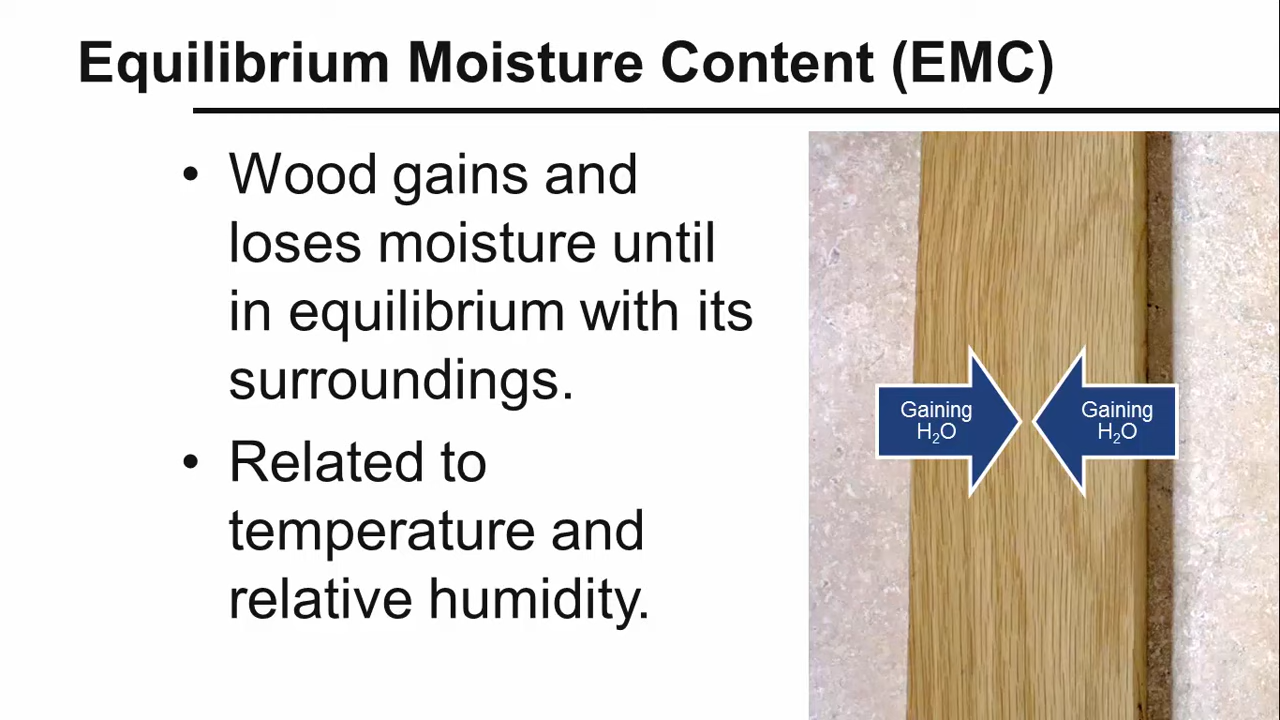 Equilibrium Moisture Content (EMC)
• Wood gains and
loses moisture until
in equilibrium with its
surroundings.
• Related to
temperature and
relative humidity.
Gaining
H₂O
Gaining
H₂O